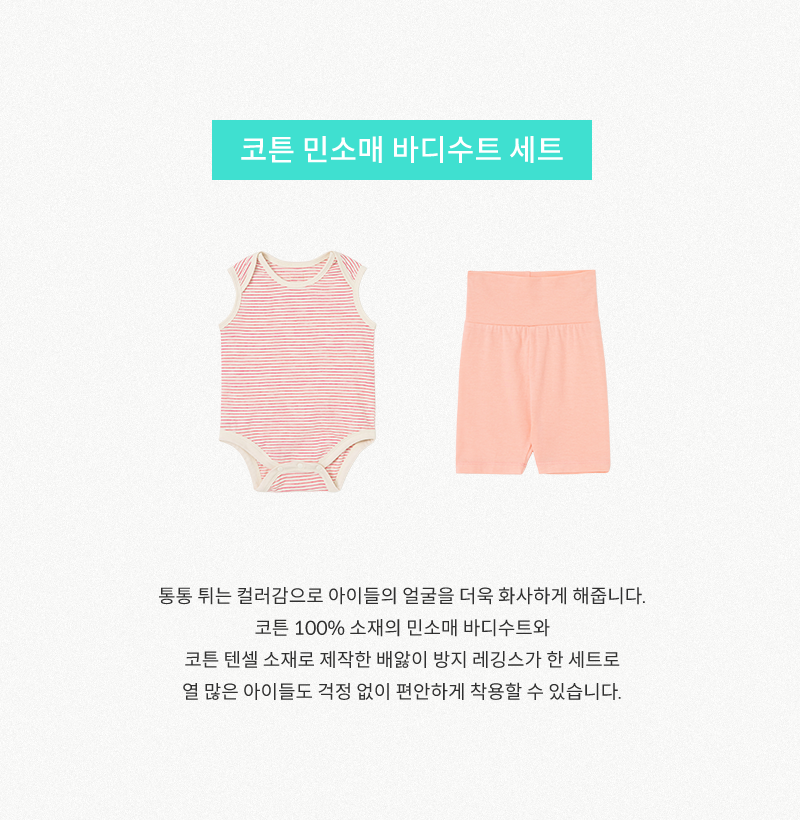 코튼 민소매 바디수트 세트
통통 튀는 컬러감으로 아이들의 얼굴을 더욱 화사하게 해줍니다.
코튼 100% 소재의 민소매 바디수트와
코튼 텐셀 소재로 제작한 배앓이 방지 레깅스가 한 세트로
열 많은 아이들도 걱정 없이 편안하게 착용할 수 있습니다.